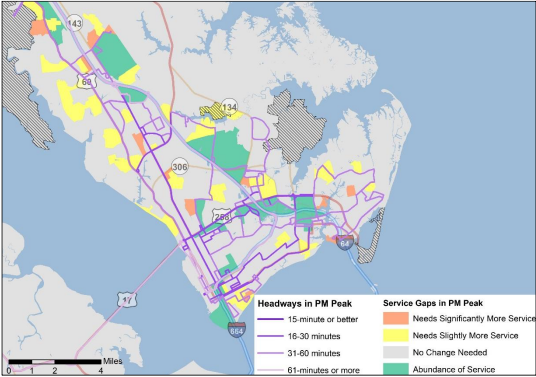 143
60
134
306
258
64
17
664
Miles
0 2 4
Headways in PM Peak
15-minute or better
16-30 minutes
31-60 minutes
61-minutes or more
Service Gaps in PM Peak
Needs Significantly More Service
Needs Slightly More Service
No Change Needed
Abundance of Service